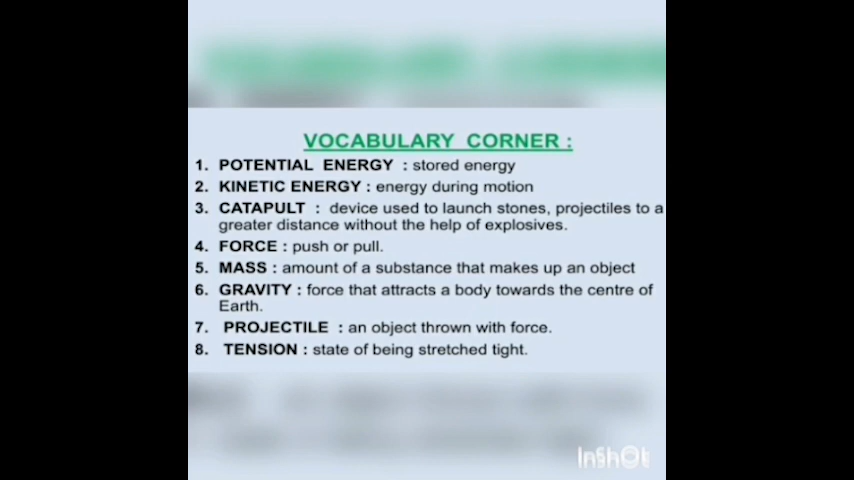 VOCABULARY CORNER :
1. POTENTIAL ENERGY : stored energy
2. KINETIC ENERGY : energy during motion
3. CATAPULT : device used to launch stones, projectiles to a
greater distance without the help of explosives.
4. FORCE : push or pull.
5. MASS : amount of a substance that makes up an object
6. GRAVITY : force that attracts a body towards the centre of
Earth.
7. PROJECTILE : an object thrown with force.
8. TENSION : state of being stretched tight.
InShOt